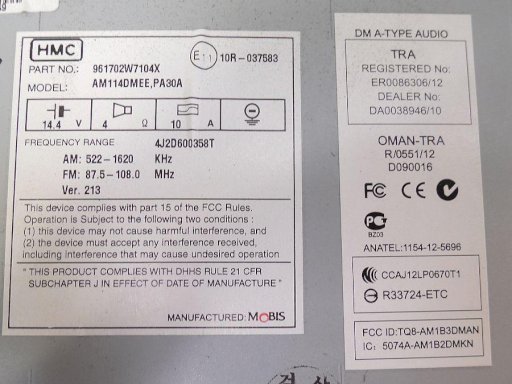 HMC
E11 10R-037583
PART NO.: 961702W7104X
MODEL: AM114DMEE,PA30A
14.4 V 4 Ω 10 A
FREQUENCY RANGE 4J2D600358T
AM: 522-1620 KHz
FM: 87.5-108.0 MHz
Ver. 213
This device complies with part 15 of the FCC Rules.
Operation is Subject to the following two conditions :
(1) this device may not cause harmful interference, and
(2) the device must accept any interference received,
including interference that may cause undesired operation
" THIS PRODUCT COMPLIES WITH DHHS RULE 21 CFR
SUBCHAPTER J IN EFFECT OF DATE OF MANUFACTURE "
MANUFACTURED: MOBIS
DM A-TYPE AUDIO
TRA
REGISTERED No:
ER0086306/12
DEALER No:
DA0038946/10
OMAN-TRA
R/0551/12
D090016
FC CE
BZ03
ANATEL:1154-12-5696
CCAJ12LP0670T1
R33724-ETC
FCC ID:TQ8-AM1B3DMAN
IC: 5074A-AM1B2DMKN